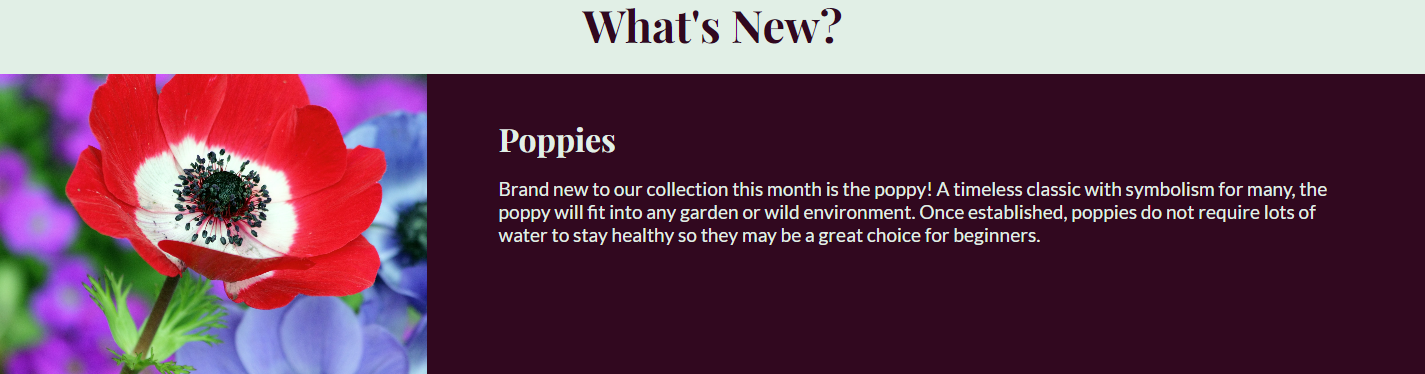 What's New?
Poppies
Brand new to our collection this month is the poppy! A timeless classic with symbolism for many, the
poppy will fit into any garden or wild environment. Once established, poppies do not require lots of
water to stay healthy so they may be a great choice for beginners.